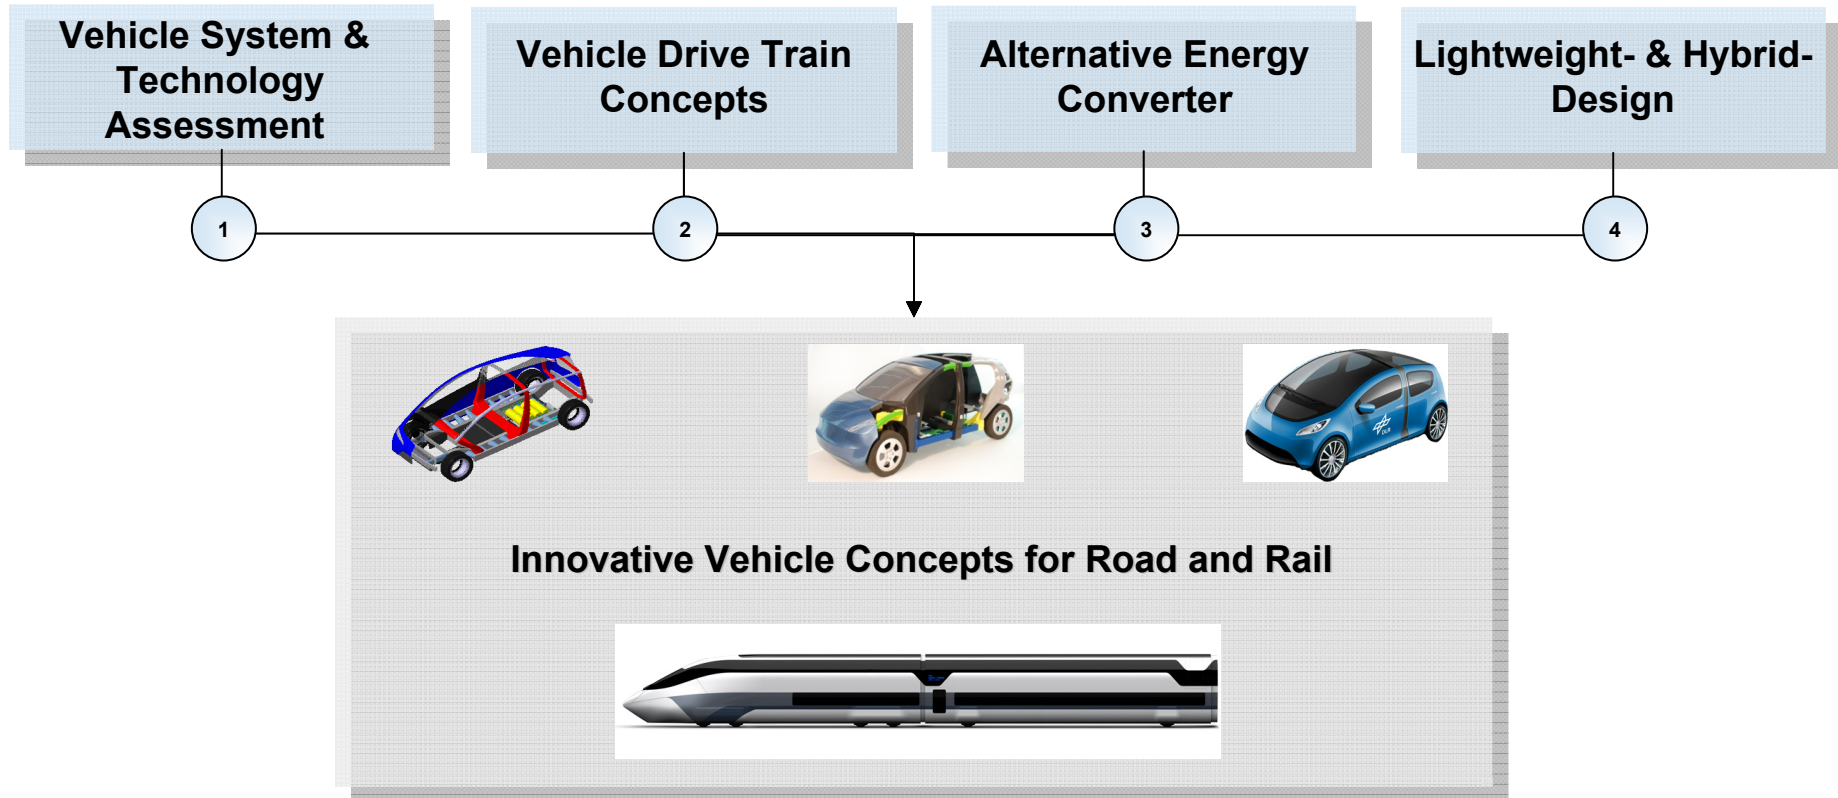 Vehicle System &
Technology
Assessment
Vehicle Drive Train
Concepts
Alternative Energy
Converter
Lightweight- & Hybrid-
Design
1
2
3
4
DLR
Innovative Vehicle Concepts for Road and Rail